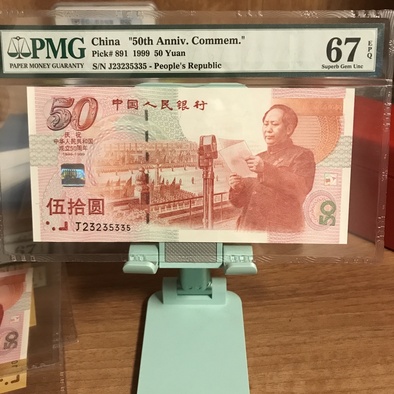 PMG
PAPER MONEY GUARANTY
China "50th Anniv. Commem."
Pick# 891 1999 50 Yuan
S/N J23235335 - People's Republic
67 EPQ
Superb Gem Unc
50
中国人民银行
庆祝
中华人民共和国
成立50周年
伍拾圆
J23235335
50
50